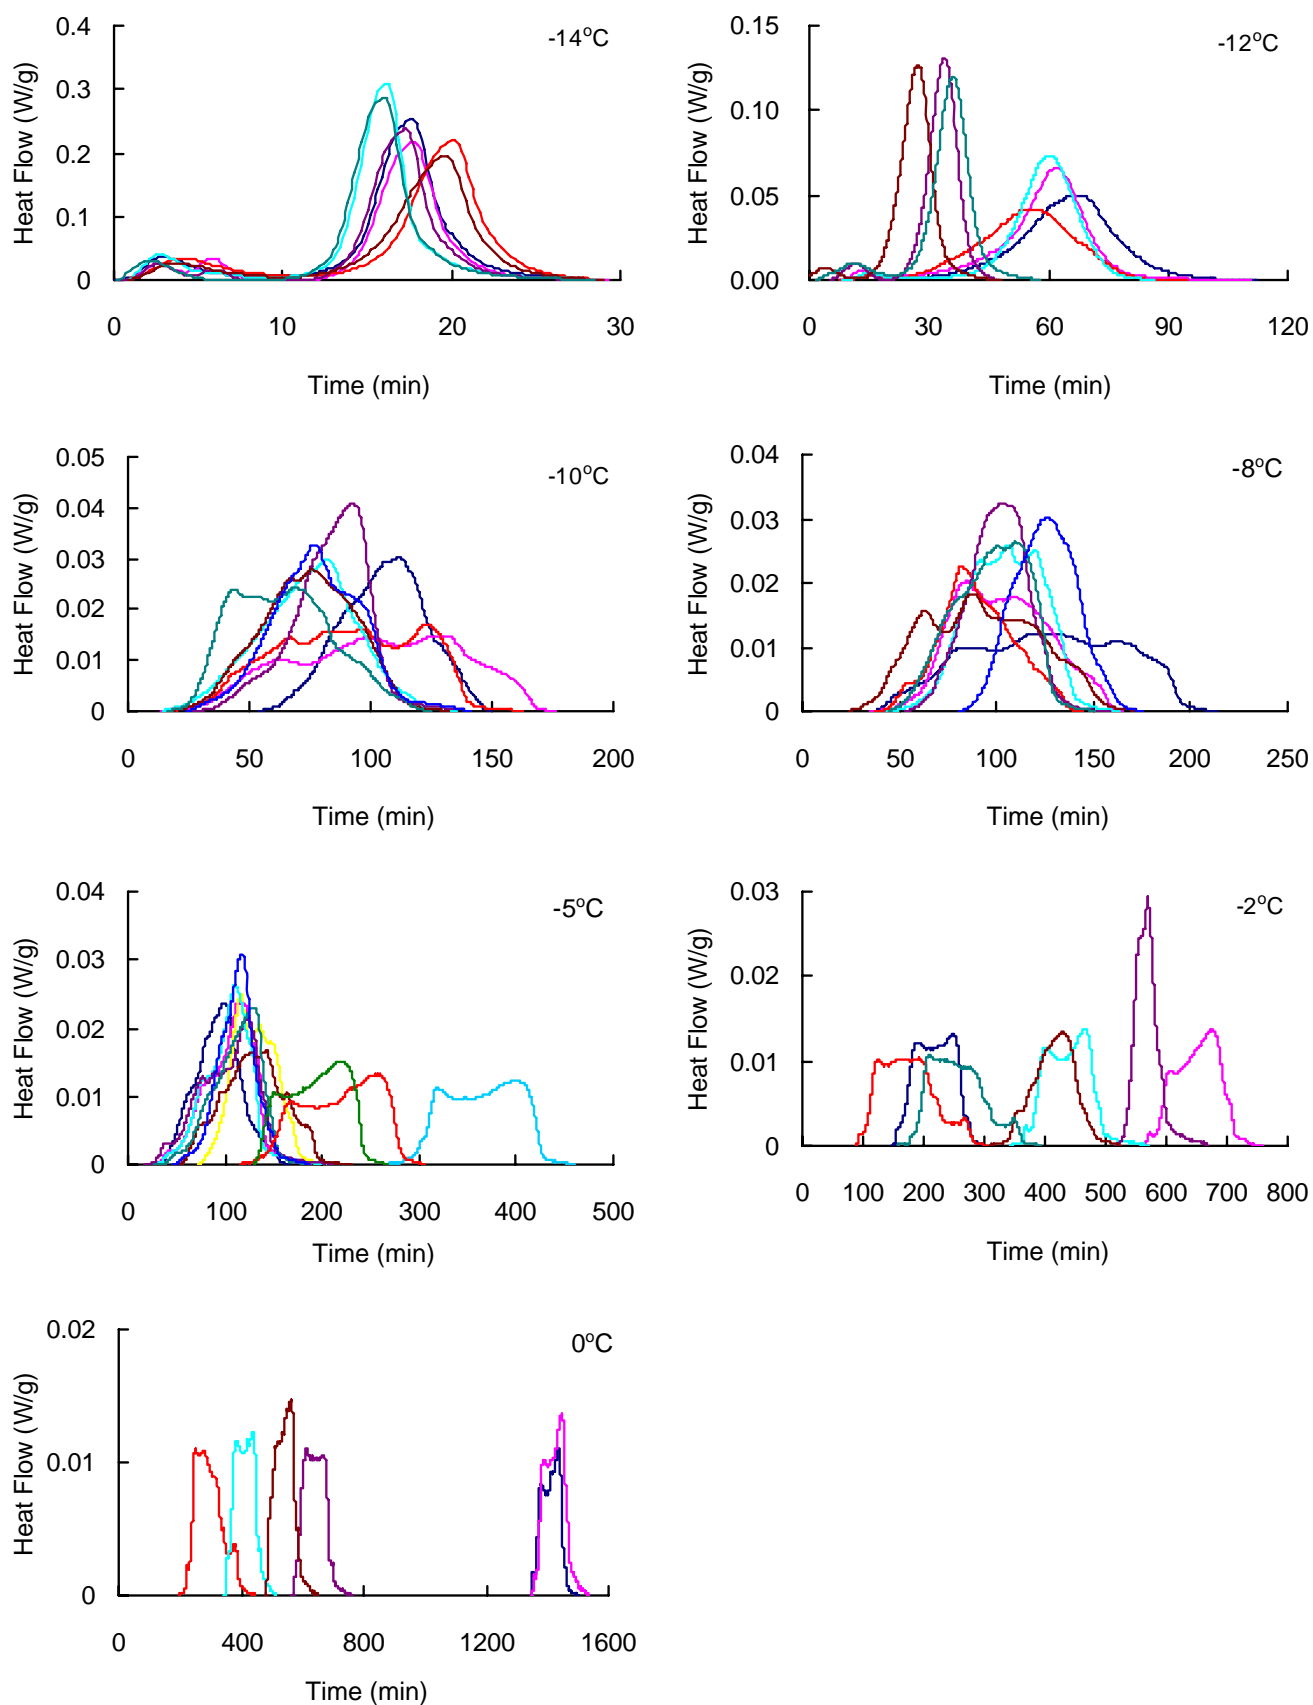 0.4
-14°C
0.3
0.2
0.1
0
0 10 20 30
Heat Flow (W/g)
Time (min)
0.15
-12°C
0.10
0.05
0.00
0 30 60 90 120
Heat Flow (W/g)
Time (min)
0.05
-10°C
0.04
0.03
0.02
0.01
0
0 50 100 150 200
Heat Flow (W/g)
Time (min)
0.04
-8°C
0.03
0.02
0.01
0
0 50 100 150 200 250
Heat Flow (W/g)
Time (min)
0.04
-5°C
0.03
0.02
0.01
0
0 100 200 300 400 500
Heat Flow (W/g)
Time (min)
0.03
-2°C
0.02
0.01
0
0 100 200 300 400 500 600 700 800
Heat Flow (W/g)
Time (min)
0.02
0°C
0.01
0
0 400 800 1200 1600
Heat Flow (W/g)
Time (min)